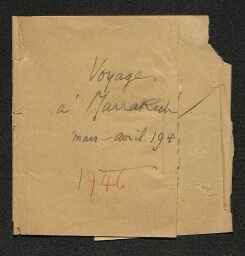 Voyage.
à Marrakech
mars - avril 194
1946